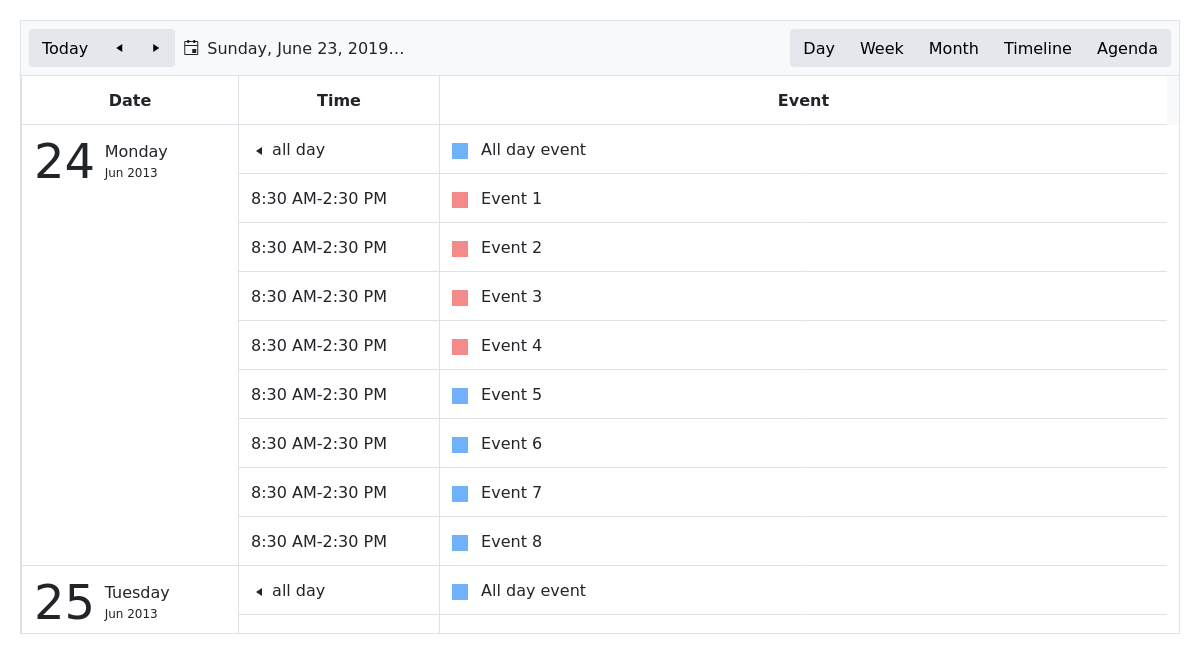 Today Sunday, June 23, 2019... Day Week Month Timeline Agenda
Date Time Event
24 Monday Jun 2013 all day All day event
8:30 AM-2:30 PM Event 1
8:30 AM-2:30 PM Event 2
8:30 AM-2:30 PM Event 3
8:30 AM-2:30 PM Event 4
8:30 AM-2:30 PM Event 5
8:30 AM-2:30 PM Event 6
8:30 AM-2:30 PM Event 7
8:30 AM-2:30 PM Event 8
25 Tuesday Jun 2013 all day All day event